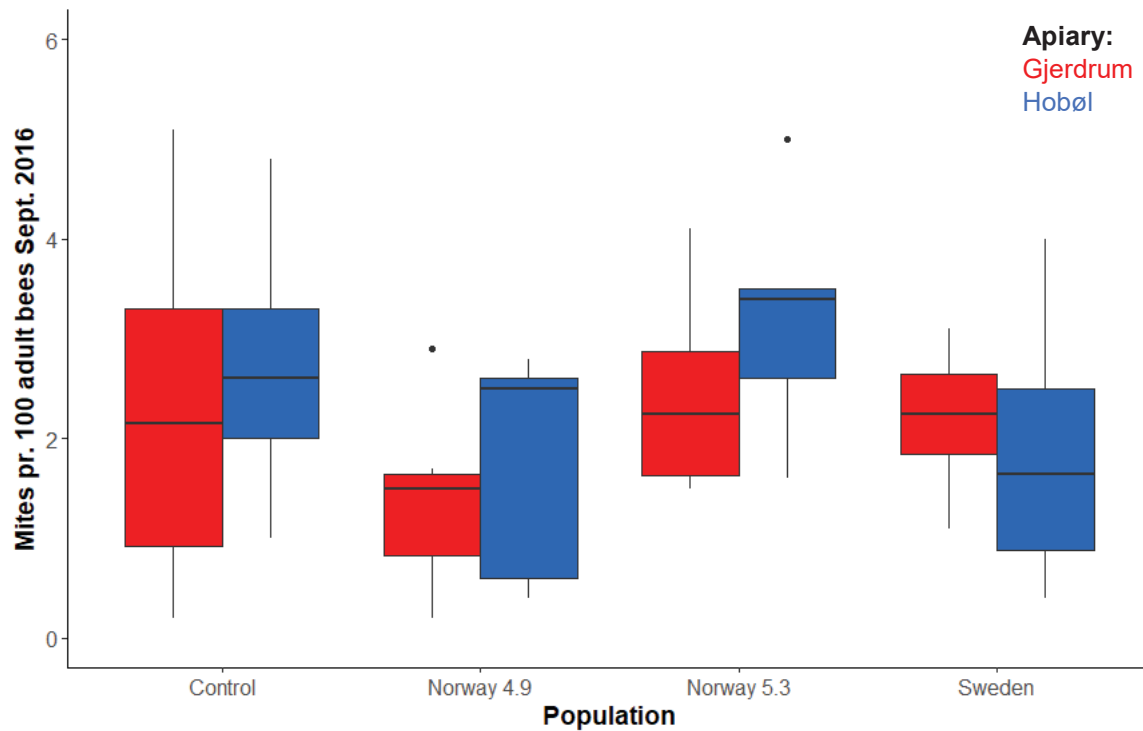 Apiary:
Gjerdrum
Hobøl
Mites pr. 100 adult bees Sept. 2016
6
4
2
0
Control
Norway 4.9
Norway 5.3
Sweden
Population